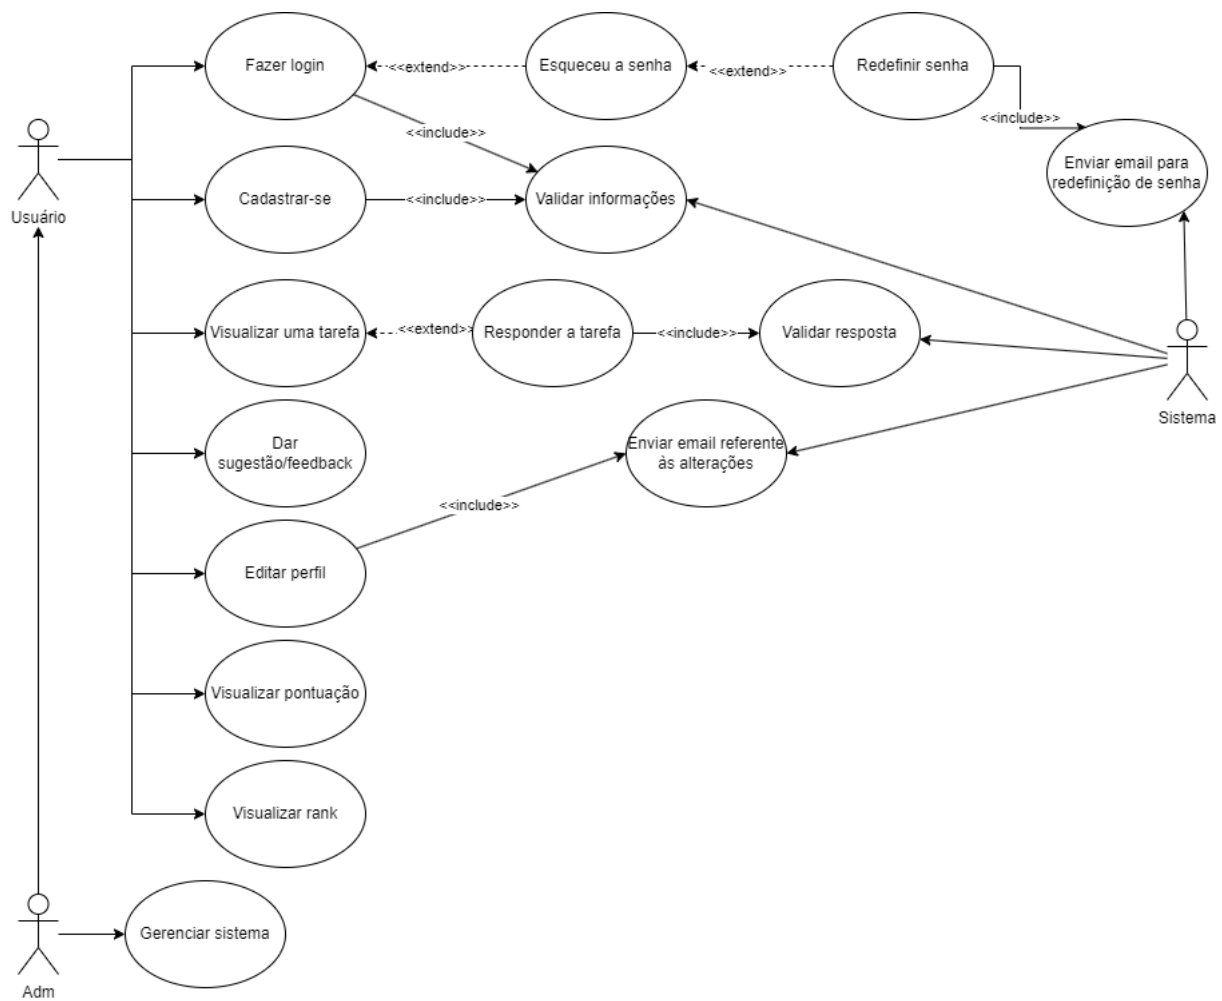 Fazer login
<<extend>>
Esqueceu a senha
<<extend>>
Redefinir senha
<<include>>
<<include>>
Enviar email para
redefinição de senha
Usuário
Cadastrar-se
<<include>>
Validar informações
Visualizar uma tarefa
<<extend>>
Responder a tarefa
<<include>>
Validar resposta
Sistema
Dar
sugestão/feedback
Enviar email referente
às alterações
<<include>>
Editar perfil
Visualizar pontuação
Visualizar rank
Gerenciar sistema
Adm